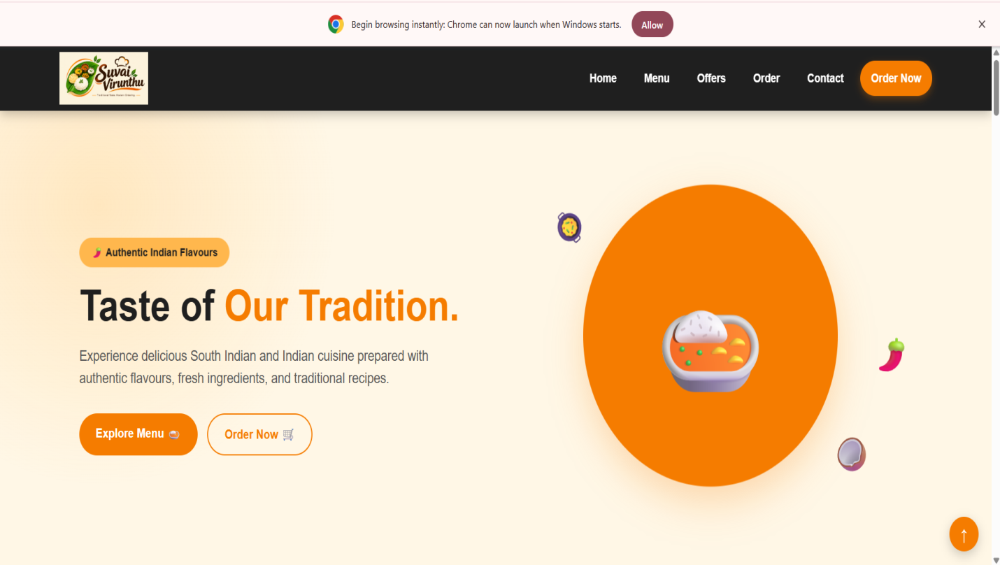 Begin browsing instantly: Chrome can now launch when Windows starts.
Allow
Suvai
Virunthu
Home
Menu
Offers
Order
Contact
Order Now
Authentic Indian Flavours
Taste of Our Tradition.
Experience delicious South Indian and Indian cuisine prepared with
authentic flavours, fresh ingredients, and traditional recipes.
Explore Menu
Order Now